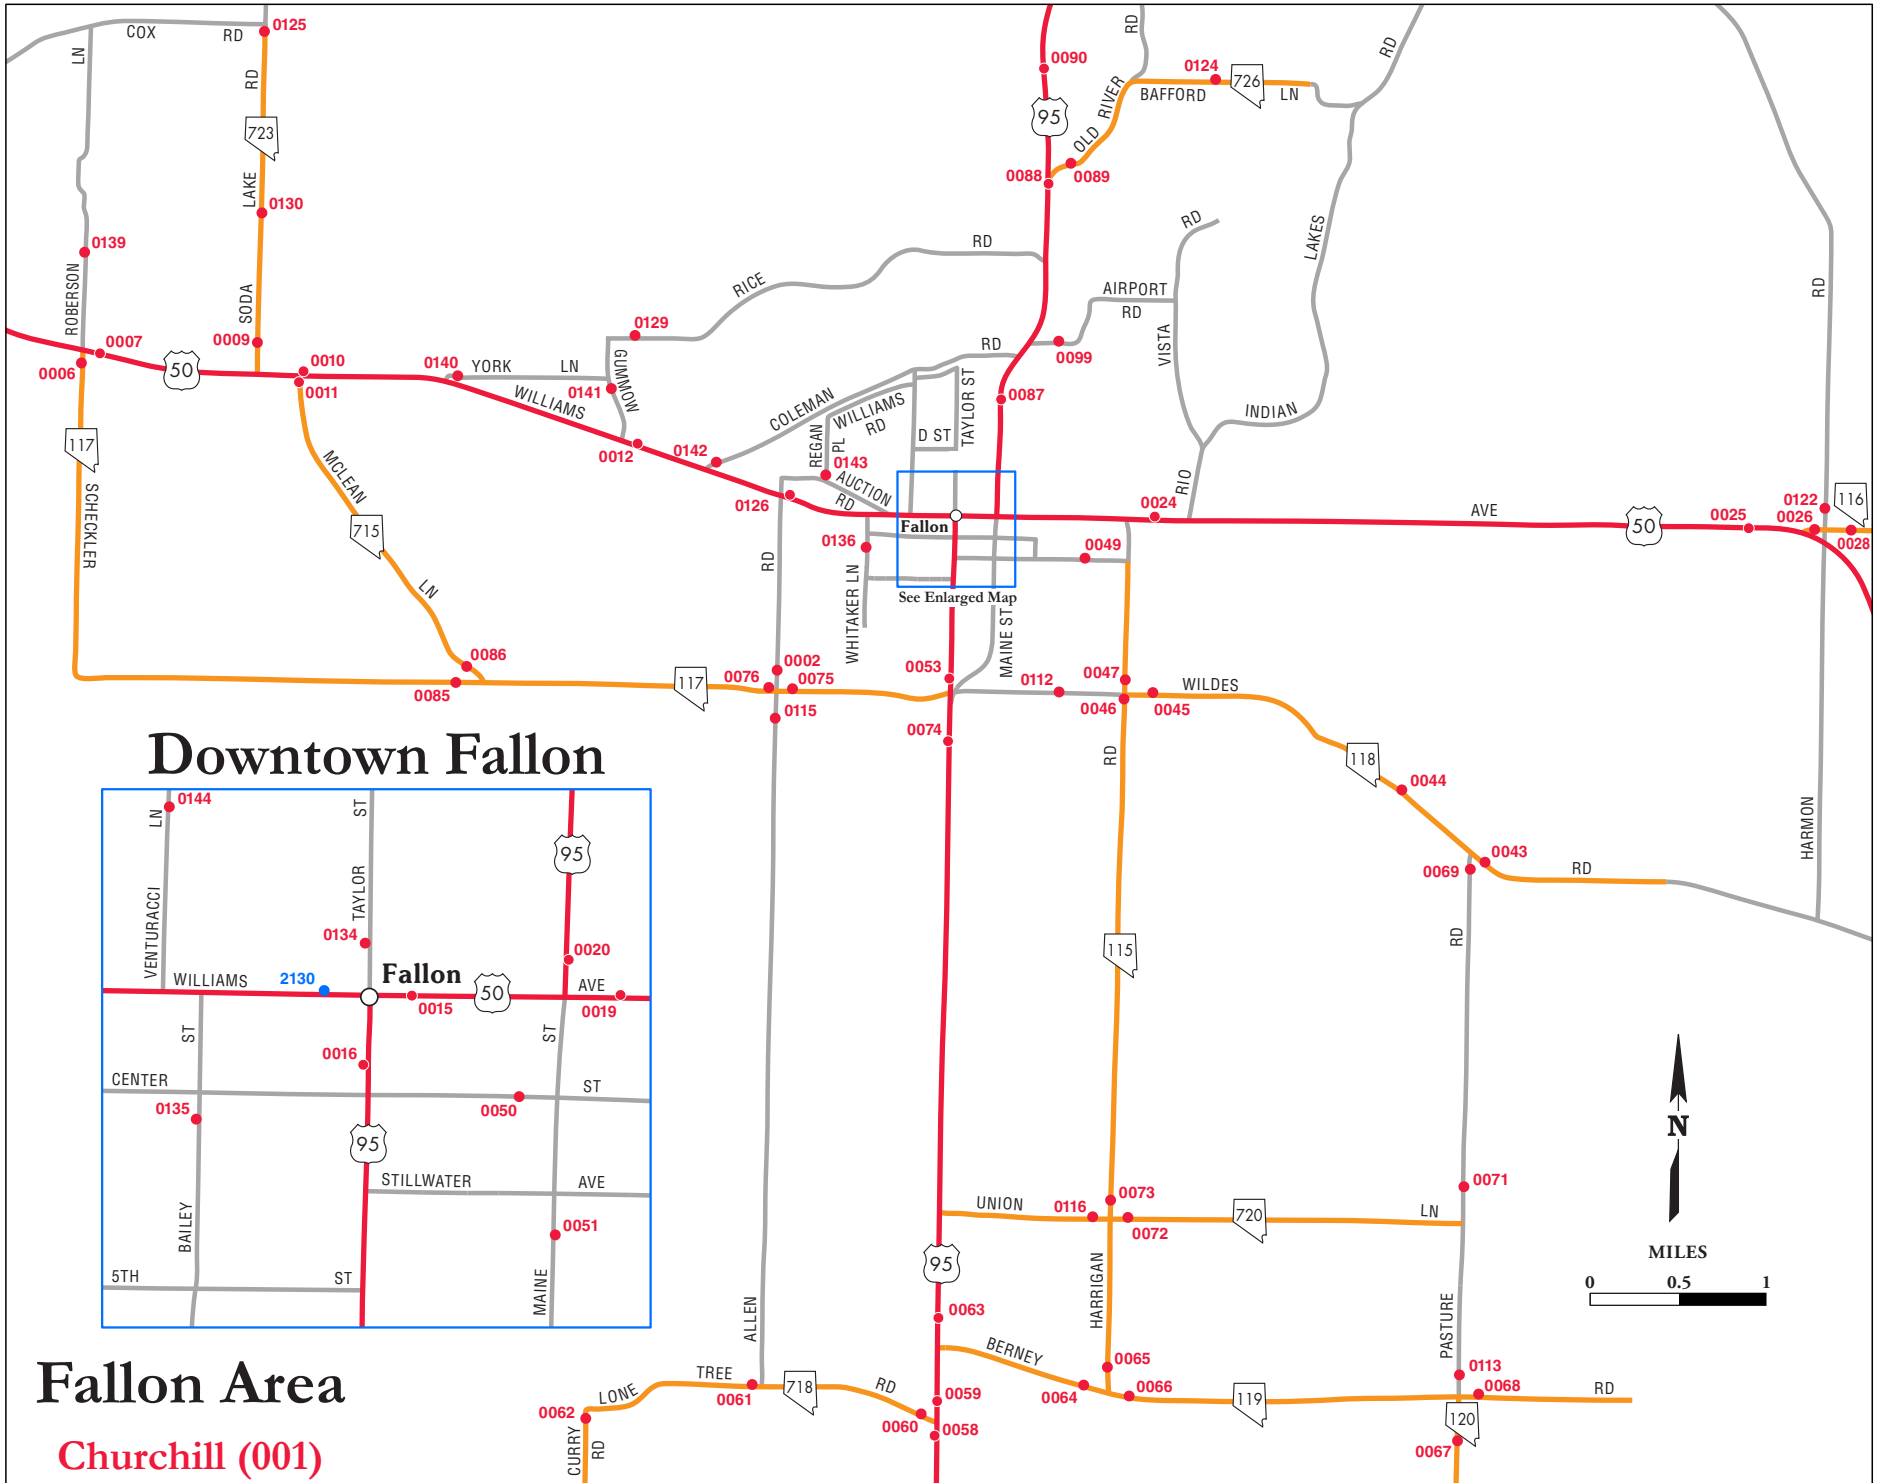 COX RD
0125
LN
RD
723
LAKE
0130
0139
ROBERSON
SODA
0009
0007
0006
50
0010
0011
0140
YORK LN
0129
GUMMOW
0141
WILLIAMS
0012
0142
RICE
RD
0090
95
RD
0124
726
BAFFORD LN
OLD RIVER
0088
0089
RD
AIRPORT
RD
VISTA
LAKES
RD
RD
RD
0099
0087
COLEMAN
WILLIAMS
RD
TAYLOR ST
D ST
REGAN
PL
0143
AUCTION
RD
0126
INDIAN
RIO
0024
AVE
50
0025
0122
116
0026
0028
117
SCHECKLER
MCLEAN
715
LN
0136
Fallon
0049
See Enlarged Map
WHITAKER LN
RD
MAINE ST
0086
0085
117
0076
0002
0075
0115
0053
0074
0112
0047
0046
0045
WILDES
118
0044
0043
0069
RD
HARMON
RD
RD
115
Downtown Fallon
0144
LN
ST
95
VENTURACCI
TAYLOR
0134
0020
WILLIAMS
2130
Fallon
50
AVE
0015
0019
ST
0016
ST
CENTER
ST
0135
0050
95
STILLWATER
AVE
BAILEY
0051
5TH
ST
MAINE
UNION
0116
0073
0072
720
LN
0071
N
MILES
0 0.5 1
95
HARRIGAN
0063
BERNEY
ALLEN
0065
0064
0066
119
PASTURE
0113
0068
RD
120
0067
LONE
TREE
0061
718
RD
0059
0060
0058
0062
CURRY
RD
Fallon Area
Churchill (001)